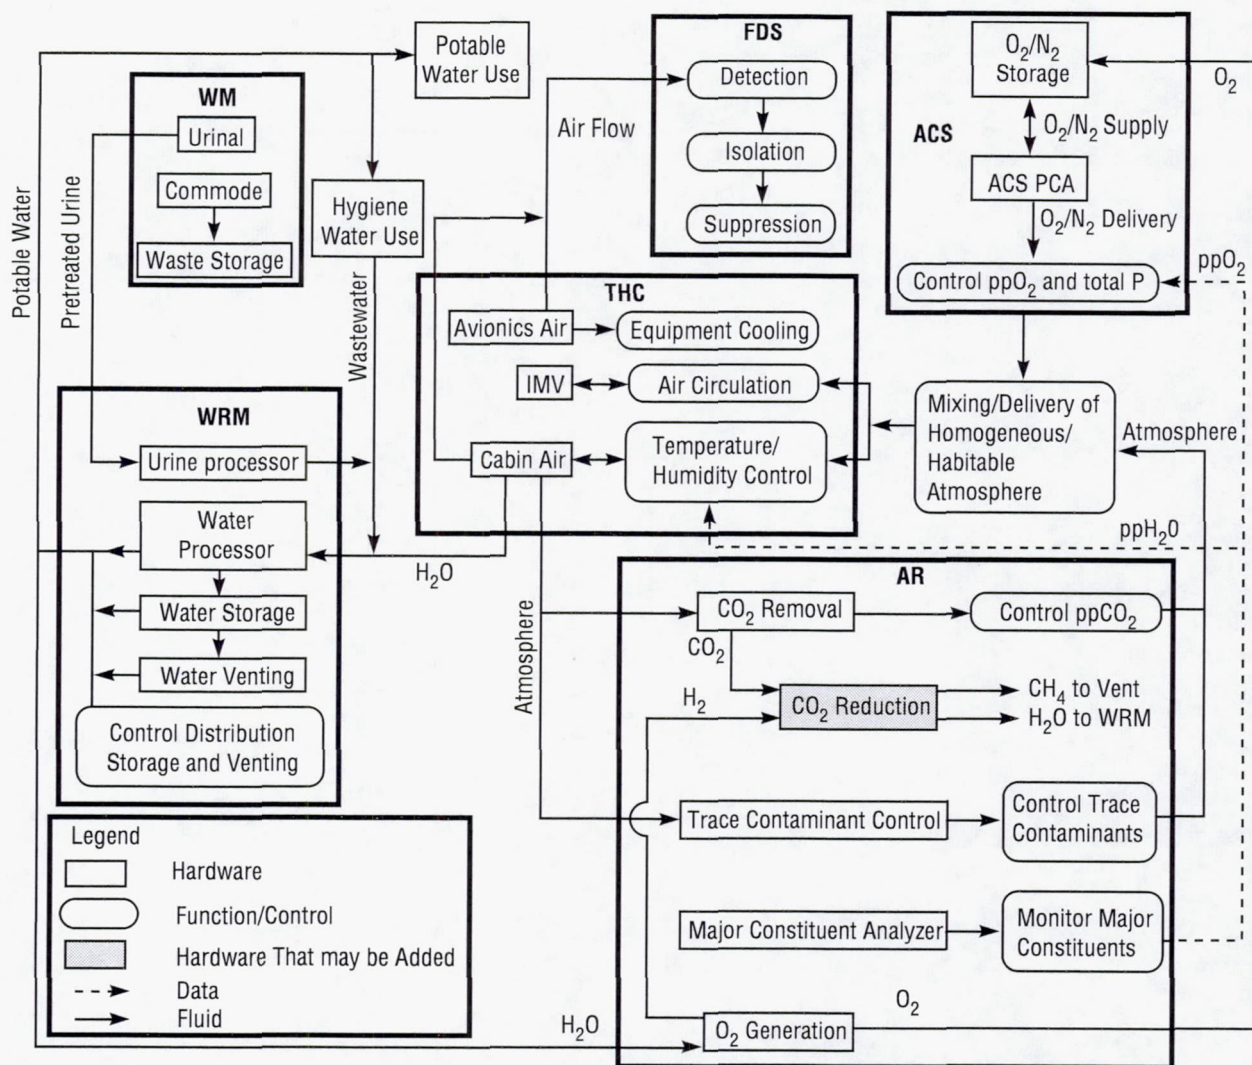 Potable
Water Use
WM
Urinal
Commode
Waste Storage
Potable Water
Pretreated Urine
Hygiene
Water Use
Wastewater
Air Flow
FDS
Detection
Isolation
Suppression
ACS
O₂/N₂
Storage
O₂
O₂/N₂ Supply
ACS PCA
O₂/N₂ Delivery
Control ppO₂ and total P
ppO₂
THC
Avionics Air
Equipment Cooling
IMV
Air Circulation
Cabin Air
Temperature/
Humidity Control
Mixing/Delivery of
Homogeneous/
Habitable
Atmosphere
Atmosphere
ppH₂0
WRM
Urine processor
Water
Processor
Water Storage
Water Venting
Control Distribution
Storage and Venting
H₂O
Atmosphere
AR
CO₂ Removal
Control ppCO₂
CO₂
H₂
CO₂ Reduction
CH₄ to Vent
H₂O to WRM
Trace Contaminant Control
Control Trace
Contaminants
Major Constituent Analyzer
Monitor Major
Constituents
O₂ Generation
O₂
H₂O
Legend
Hardware
Function/Control
Hardware That may be Added
Data
Fluid